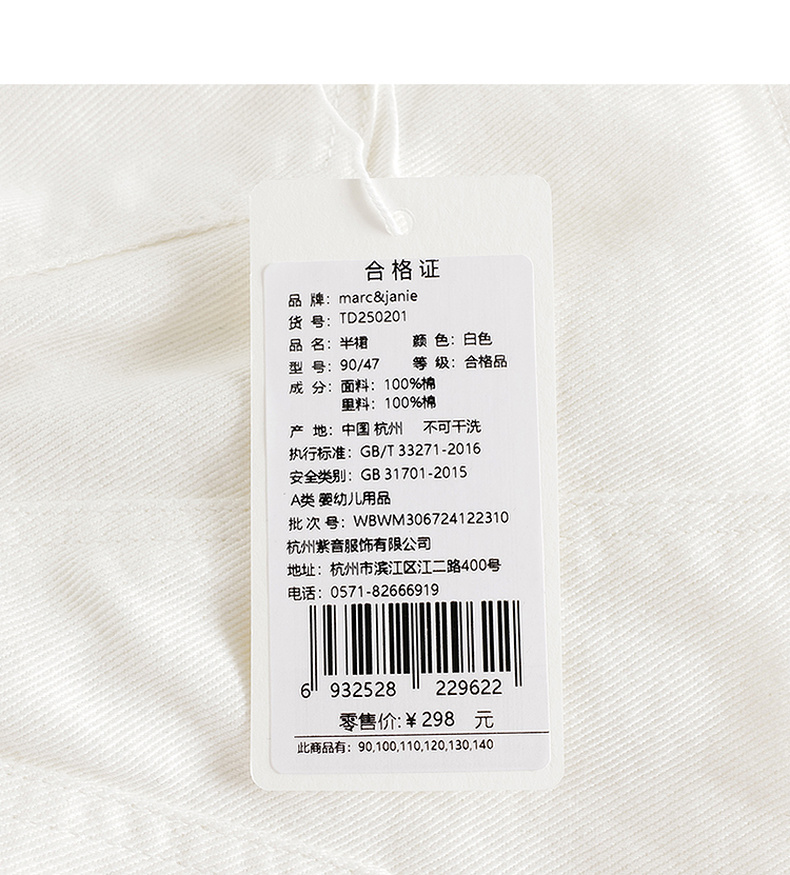 合格证
品 牌：marc&janie
货 号：TD250201
品 名：半裙 颜 色：白色
型 号：90/47 等 级：合格品
成 分：面料：100%棉
里料：100%棉
产 地：中国 杭州 不可干洗
执行标准：GB/T 33271-2016
安全类别：GB 31701-2015
A类 婴幼儿用品
批 次 号：WBWM306724122310
杭州紫音服饰有限公司
地址：杭州市滨江区江二路400号
电话：0571-82666919
6 932528 229622
零售价:￥298 元
此商品有：90,100,110,120,130,140